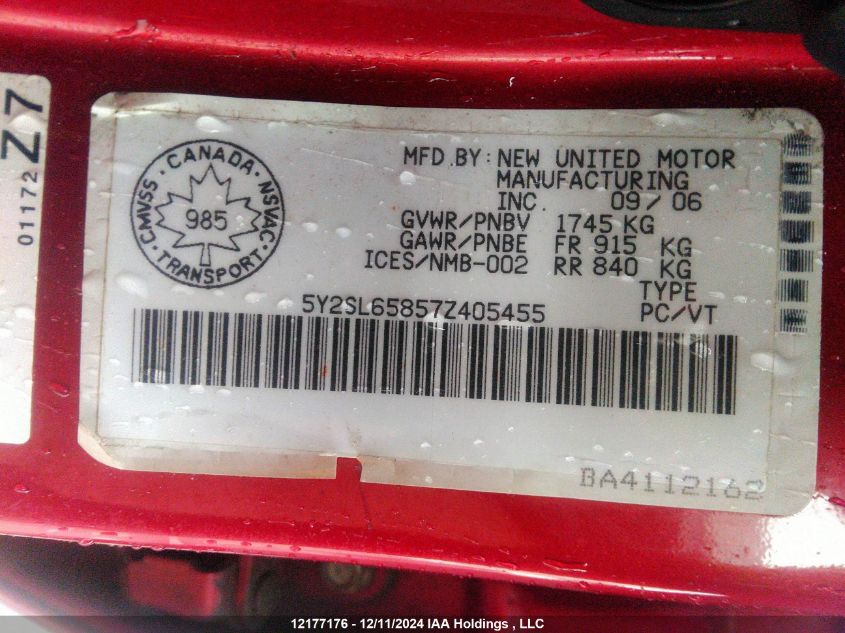 Z7
01172
CANADA
CMVSS
985
NSVAC
TRANSPORT
MFD.BY: NEW UNITED MOTOR
MANUFACTURING
INC. 09/06
GVWR/PNBV 1745 KG
GAWR/PNBE FR 915 KG
ICES/NMB-002 RR 840 KG
TYPE
5Y2SL65857Z405455 PC/VT
BA4112162
12177176 - 12/11/2024 IAA Holdings , LLC